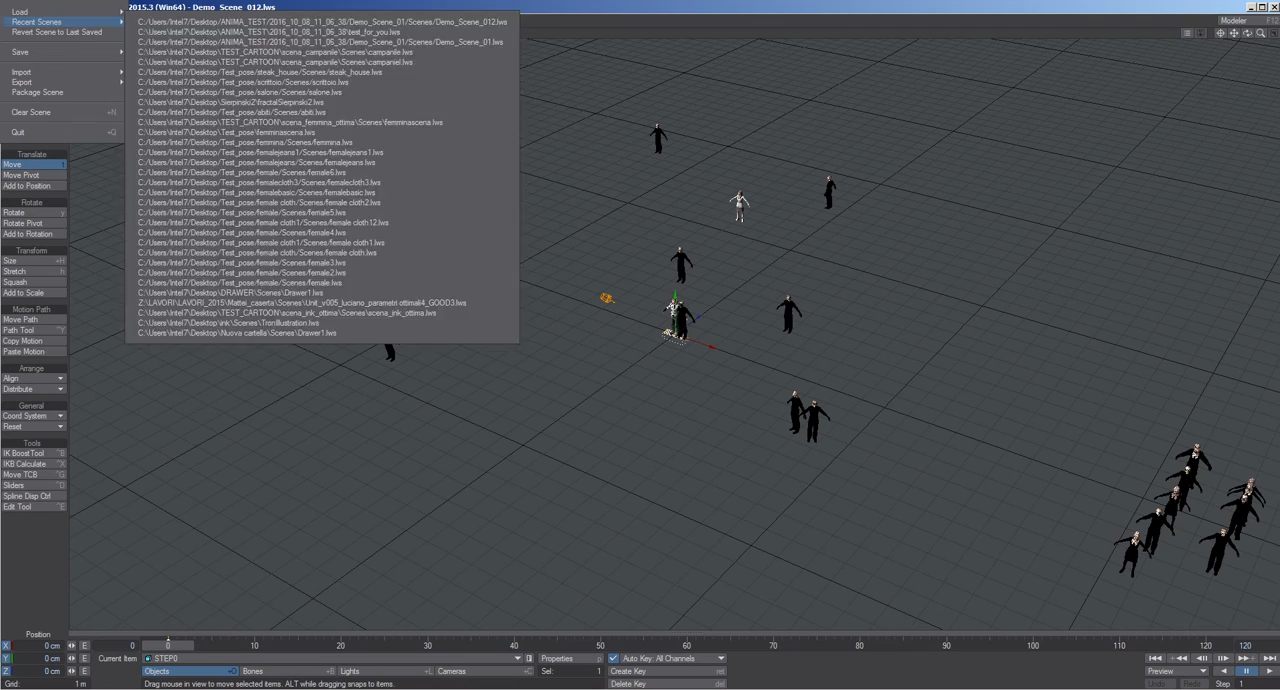 2015.3 (Win64) - Demo_Scene_012.lws
Load
Recent Scenes
Revert Scene to Last Saved
Save
Import
Export
Package Scene
Clear Scene +N
Quit +Q
C:/Users/Intel7/Desktop/ANIMA_TEST/2016_10_08_11_06_38/Demo_Scene_01/Scenes/Demo_Scene_012.lws
C:\Users\Intel7\Desktop\ANIMA_TEST\2016_10_08_11_06_38\test_for_you.lws
C:/Users/Intel7/Desktop/ANIMA_TEST/2016_10_08_11_06_38/Demo_Scene_01/Scenes/Demo_Scene_01.lws
C:\Users\Intel7\Desktop\TEST_CARTOON\scena_campanile\Scenes\campanile.lws
C:\Users\Intel7\Desktop\TEST_CARTOON\scena_campanile\Scenes\campaniel.lws
C:/Users/Intel7/Desktop/Test_pose/steak_house/Scenes/steak_house.lws
C:/Users/Intel7/Desktop/Test_pose/scrittoio/Scenes/scrittoio.lws
C:/Users/Intel7/Desktop/Test_pose/salone/Scenes/salone.lws
C:\Users\Intel7\Desktop\Sierpinski2\fractalSierpinski2.lws
C:/Users/Intel7/Desktop/Test_pose/abiti/Scenes/abiti.lws
C:\Users\Intel7\Desktop\TEST_CARTOON\scena_femmina_ottima\Scenes\femminascena.lws
C:\Users\Intel7\Desktop\Test_pose\femminascena.lws
C:/Users/Intel7/Desktop/Test_pose/femmina/Scenes/femmina.lws
C:/Users/Intel7/Desktop/Test_pose/femalejeans1/Scenes/femalejeans1.lws
C:/Users/Intel7/Desktop/Test_pose/femalejeans/Scenes/femalejeans.lws
C:/Users/Intel7/Desktop/Test_pose/female/Scenes/female6.lws
C:/Users/Intel7/Desktop/Test_pose/femalecloth3/Scenes/femalecloth3.lws
C:/Users/Intel7/Desktop/Test_pose/femalebasic/Scenes/femalebasic.lws
C:/Users/Intel7/Desktop/Test_pose/female cloth/Scenes/female cloth2.lws
C:/Users/Intel7/Desktop/Test_pose/female/Scenes/female5.lws
C:/Users/Intel7/Desktop/Test_pose/female cloth1/Scenes/female cloth12.lws
C:/Users/Intel7/Desktop/Test_pose/female/Scenes/female4.lws
C:/Users/Intel7/Desktop/Test_pose/female cloth1/Scenes/female cloth1.lws
C:/Users/Intel7/Desktop/Test_pose/female cloth/Scenes/female cloth.lws
C:/Users/Intel7/Desktop/Test_pose/female/Scenes/female3.lws
C:/Users/Intel7/Desktop/Test_pose/female/Scenes/female2.lws
C:/Users/Intel7/Desktop/Test_pose/female/Scenes/female.lws
C:\Users\Intel7\Desktop\DRAWER\Scenes\Drawer1.lws
Z:\LAVORI\LAVORI_2015\Mattei_caserta\Scenes\Unit_v005_luciano_parametri ottimali4_GOOD3.lws
C:\Users\Intel7\Desktop\TEST_CARTOON\scena_ink_ottima\Scenes\scena_ink_ottima.lws
C:\Users\Intel7\Desktop\ink\Scenes\TronIllustration.lws
C:\Users\Intel7\Desktop\Nuova cartella\Scenes\Drawer1.lws
Modeler F12
Translate
Move t
Move Pivot
Add to Position
Rotate
Rotate y
Rotate Pivot
Add to Rotation
Transform
Size +H
Stretch h
Squash
Add to Scale
Motion Path
Move Path
Path Tool ^Y
Copy Motion
Paste Motion
Arrange
Align
Distribute
General
Coord System
Reset
Tools
IK BoostTool ^B
IKB Calculate ^X
Move TCB ^G
Sliders ^D
Spline Disp Ctrl
Edit Tool ^E
Position
X 0 cm E
Y 0 cm E
Z 0 cm E
Grid: 1 m
0 0 10 20 30 40 50 60 70 80 90 100 110 120 120
Current Item STEP0 Properties p Auto Key: All Channels
Objects +O Bones +B Lights +L Cameras +C Sel: 1 Create Key ret Preview
Drag mouse in view to move selected items. ALT while dragging snaps to items. Delete Key del Undo Redo Step 1